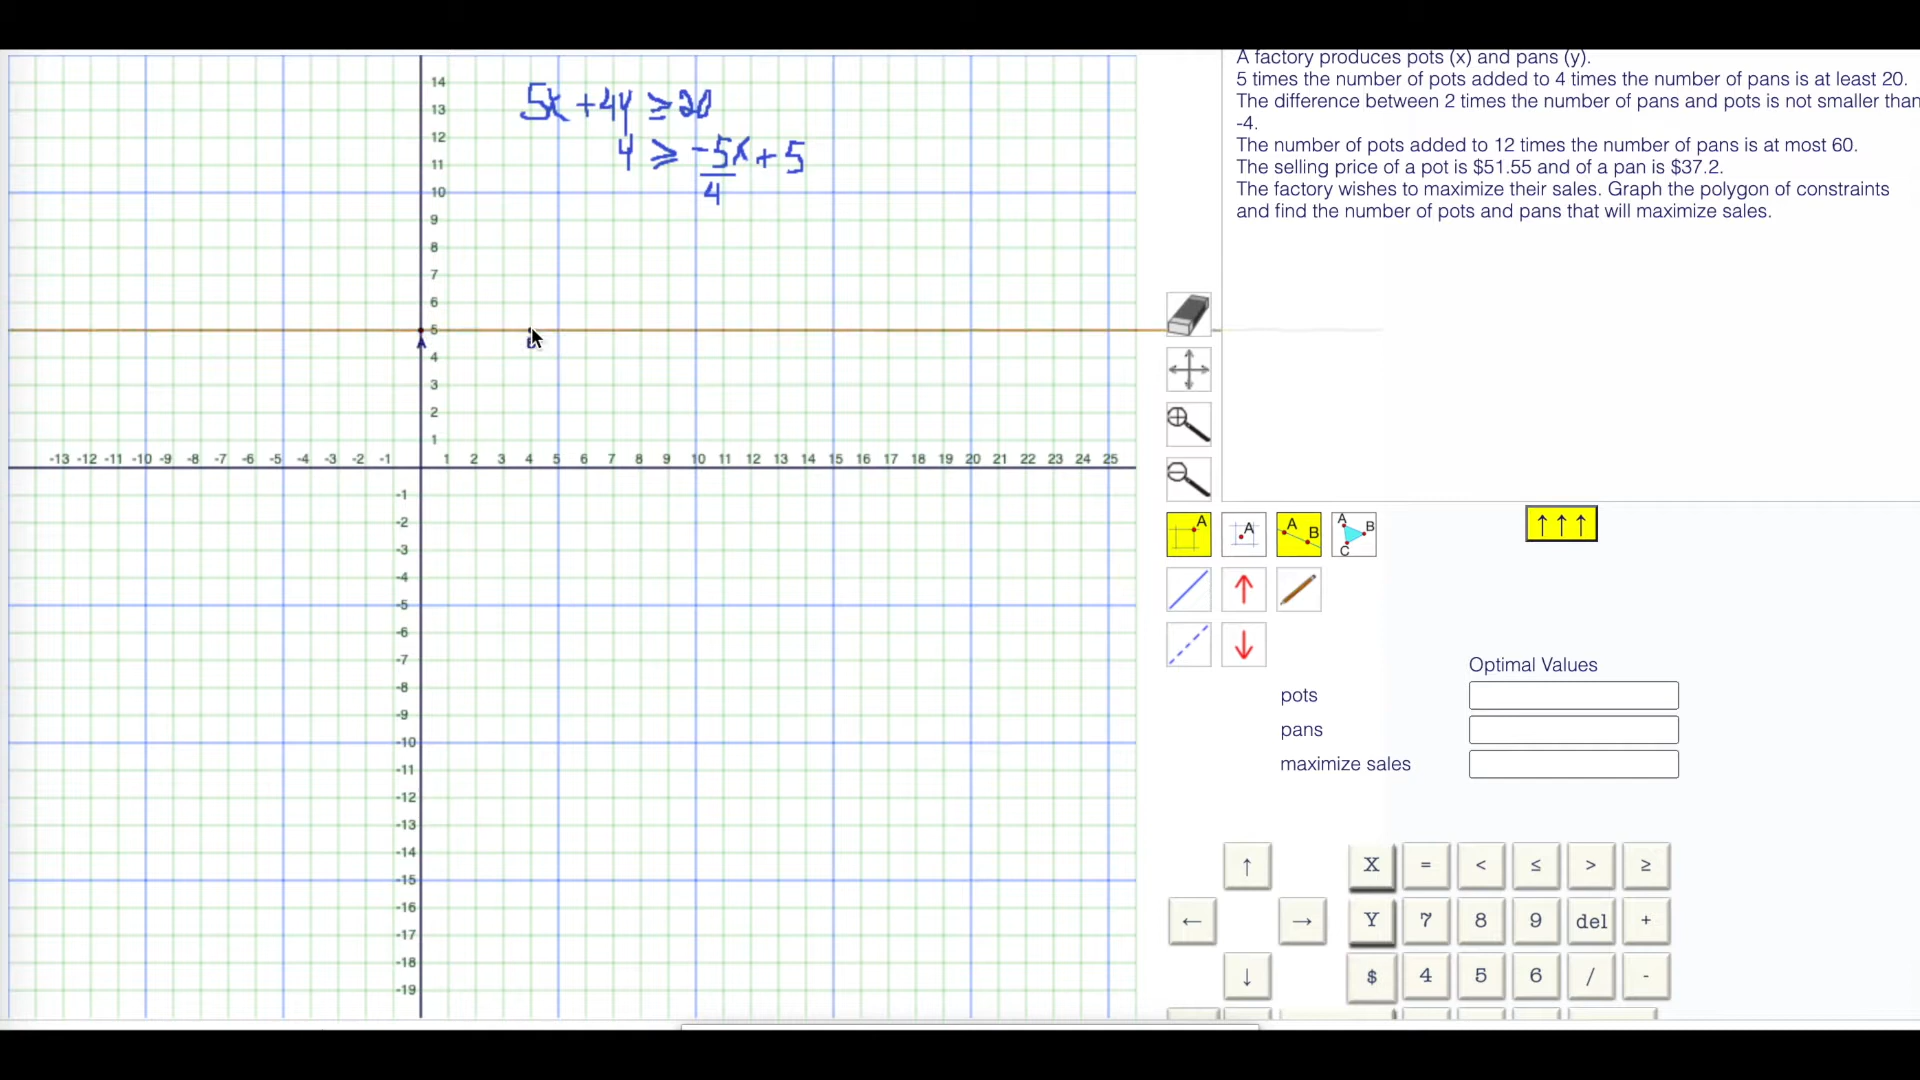 A factory produces pots (x) and pans (y).
5 times the number of pots added to 4 times the number of pans is at least 20.
The difference between 2 times the number of pans and pots is not smaller than
-4.
The number of pots added to 12 times the number of pans is at most 60.
The selling price of a pot is $51.55 and of a pan is $37.2.
The factory wishes to maximize their sales. Graph the polygon of constraints
and find the number of pots and pans that will maximize sales.
5x + 4y ≥ 20
y ≥ -5x + 5
4
14
13
12
11
10
9
8
7
6
5
A
4
3
2
1
-13 -12 -11 -10 -9 -8 -7 -6 -5 -4 -3 -2 -1 1 2 3 4 5 6 7 8 9 10 11 12 13 14 15 16 17 18 19 20 21 22 23 24 25
-1
-2
-3
-4
-5
-6
-7
-8
-9
-10
-11
-12
-13
-14
-15
-16
-17
-18
-19
A A A B A B C
↑ ↑ ↑
Optimal Values
pots
pans
maximize sales
↑ X = < ≤ > ≥
← → Y 7 8 9 del +
↓ $ 4 5 6 / -